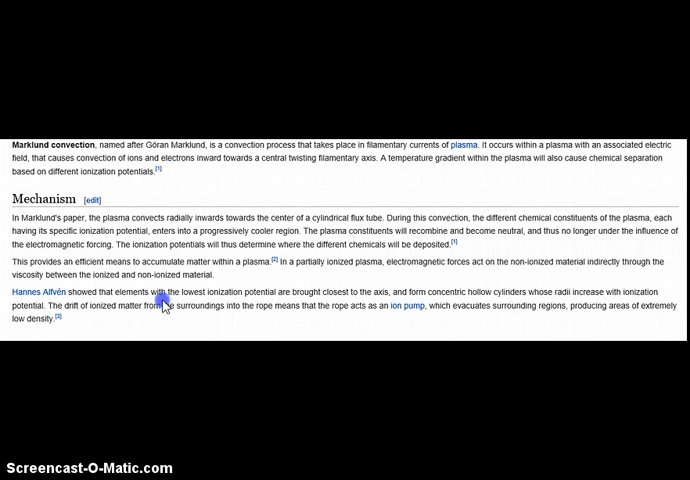 Marklund convection, named after Göran Marklund, is a convection process that takes place in filamentary currents of plasma. It occurs within a plasma with an associated electric
field, that causes convection of ions and electrons inward towards a central twisting filamentary axis. A temperature gradient within the plasma will also cause chemical separation
based on different ionization potentials.[1]
Mechanism [edit]
In Marklund's paper, the plasma convects radially inwards towards the center of a cylindrical flux tube. During this convection, the different chemical constituents of the plasma, each
having its specific ionization potential, enters into a progressively cooler region. The plasma constituents will recombine and become neutral, and thus no longer under the influence of
the electromagnetic forcing. The ionization potentials will thus determine where the different chemicals will be deposited.[1]
This provides an efficient means to accumulate matter within a plasma.[2] In a partially ionized plasma, electromagnetic forces act on the non-ionized material indirectly through the
viscosity between the ionized and non-ionized material.
Hannes Alfvén showed that elements with the lowest ionization potential are brought closest to the axis, and form concentric hollow cylinders whose radii increase with ionization
potential. The drift of ionized matter from surroundings into the rope means that the rope acts as an ion pump, which evacuates surrounding regions, producing areas of extremely
low density.[3]
Screencast-O-Matic.com